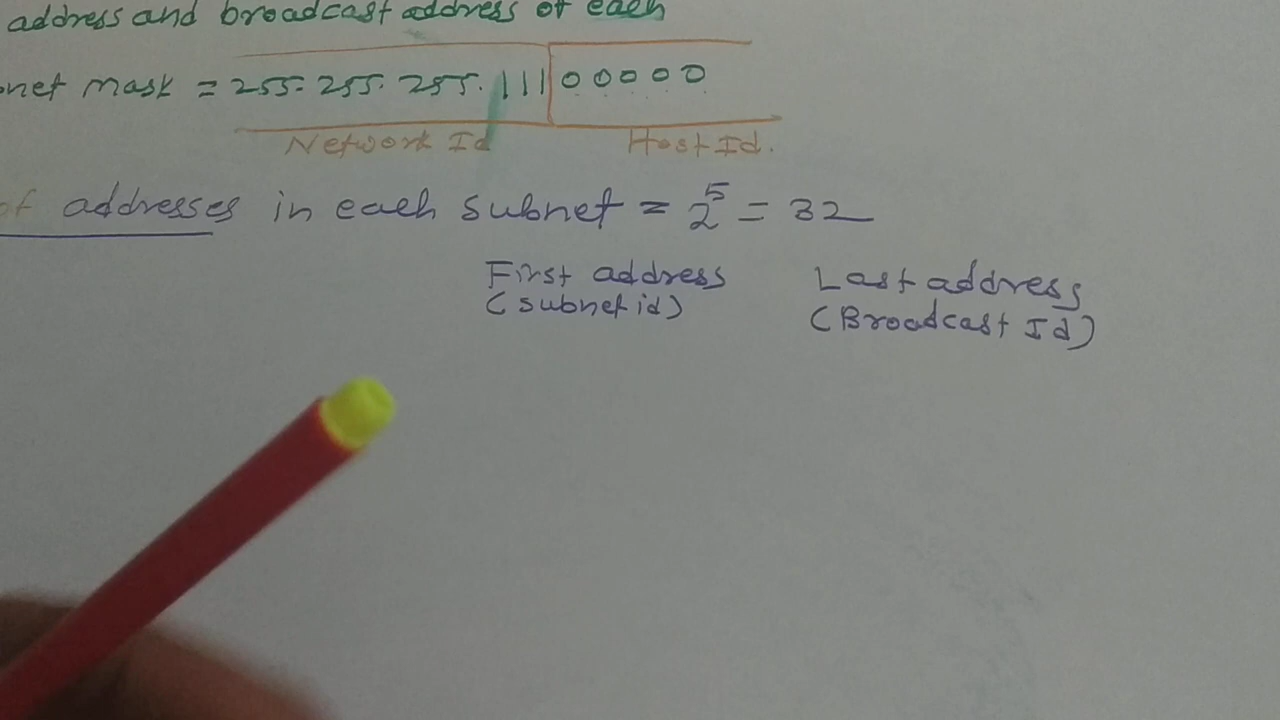 address and broadcast address of each
net mask = 255. 255. 255. 111 00000
Network Id Host Id.
of addresses in each subnet = 2^5 = 32
First address Last address
(subnet id) (Broadcast Id)